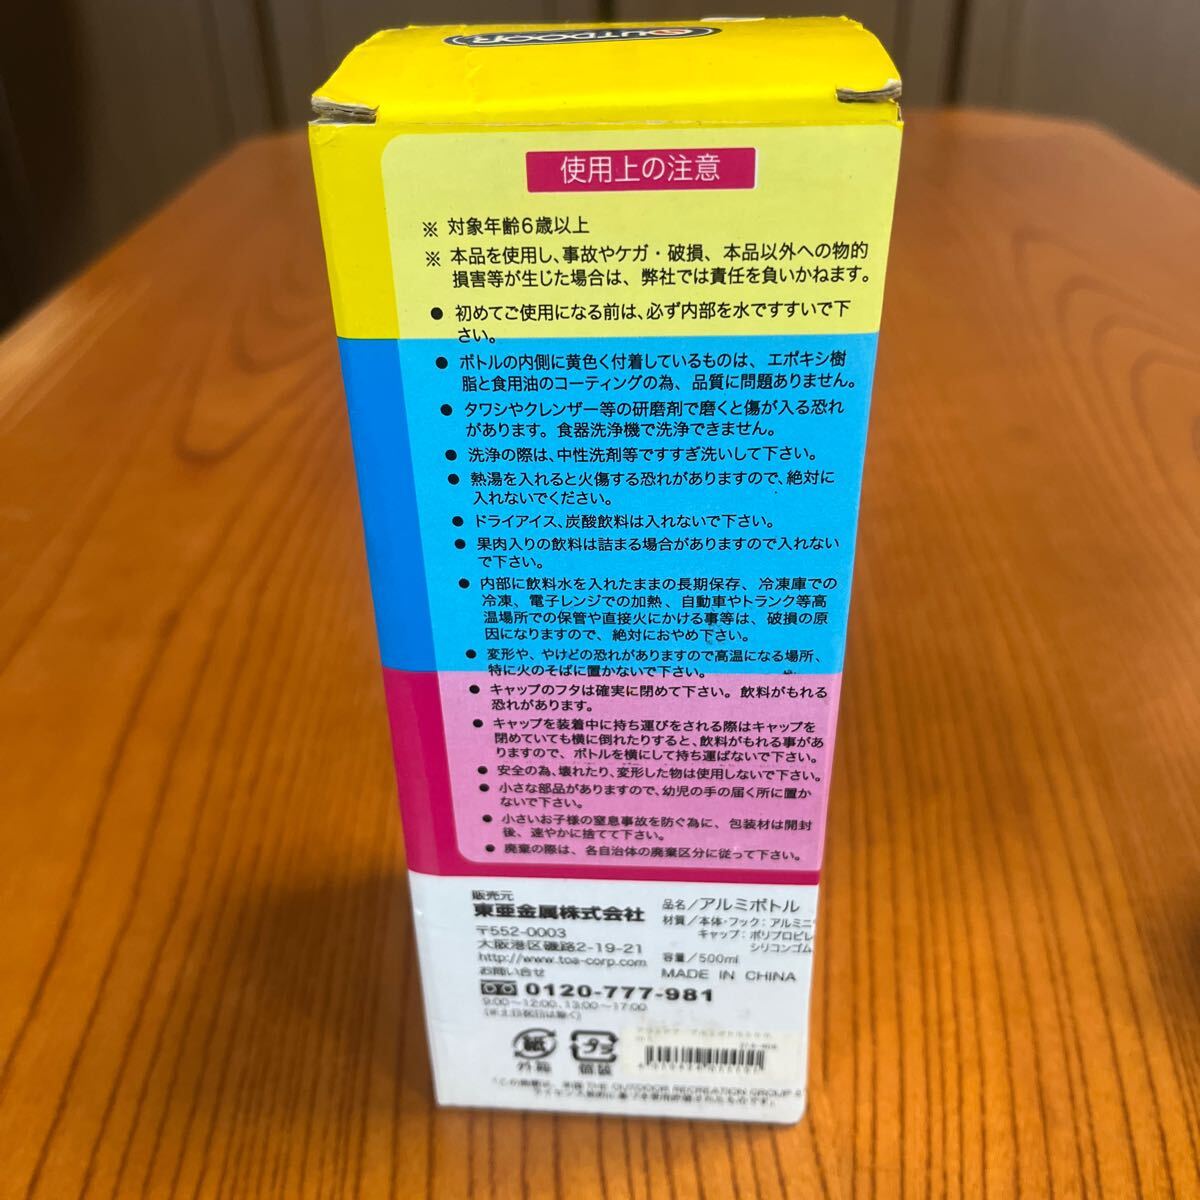 OUTDOOR
使用上の注意
※ 対象年齢6歳以上
※ 本品を使用し、事故やケガ・破損、本品以外への物的
損害等が生じた場合は、弊社では責任を負いかねます。
● 初めてご使用になる前は、必ず内部を水ですすいで下
さい。
● ボトルの内側に黄色く付着しているものは、エポキシ樹
脂と食用油のコーティングの為、品質に問題ありません。
● タワシやクレンザー等の研磨剤で磨くと傷が入る恐れ
があります。食器洗浄機で洗浄できません。
● 洗浄の際は、中性洗剤等ですすぎ洗いして下さい。
● 熱湯を入れると火傷する恐れがありますので、絶対に
入れないでください。
● ドライアイス、炭酸飲料は入れないで下さい。
● 果肉入りの飲料は詰まる場合がありますので入れない
で下さい。
● 内部に飲料水を入れたままの長期保存、冷凍庫での
冷凍、電子レンジでの加熱、自動車やトランク等高
温場所での保管や直接火にかける事等は、破損の原
因になりますので、絶対におやめ下さい。
● 変形や、やけどの恐れがありますので高温になる場所、
特に火のそばに置かないで下さい。
● キャップのフタは確実に閉めて下さい。飲料がもれる
恐れがあります。
● キャップを装着中に持ち運びをされる際はキャップを
閉めていても横に倒れたりすると、飲料がもれる事があ
りますので、ボトルを横にして持ち運ばないで下さい。
● 安全の為、壊れたり、変形した物は使用しないで下さい。
● 小さな部品がありますので、幼児の手の届く所に置か
ないで下さい。
● 小さいお子様の窒息事故を防ぐ為に、包装材は開封
後、速やかに捨てて下さい。
● 廃棄の際は、各自治体の廃棄区分に従って下さい。
販売元
東亜金属株式会社
〒552-0003
大阪港区磯路2-19-21
http://www.toa-corp.com
お問い合せ
0120-777-981
9:00～12:00、13:00～17:00
(※土日祝日は除く)
品名／アルミボトル
材質／本体・フック：アルミニ
キャップ：ポリプロピレ
シリコンゴム
容量／500ml
MADE IN CHINA
紙
外箱
プラ
個装
THE OUTDOOR RECREATION GROUP